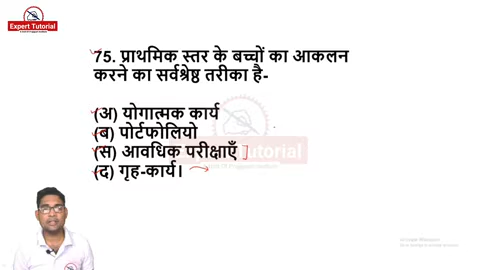 Expert Tutorial
75. प्राथमिक स्तर के बच्चों का आकलन
करने का सर्वश्रेष्ठ तरीका है-
(अ) योगात्मक कार्य
(ब) पोर्टफोलियो
(स) आवधिक परीक्षाएँ
(द) गृह-कार्य।